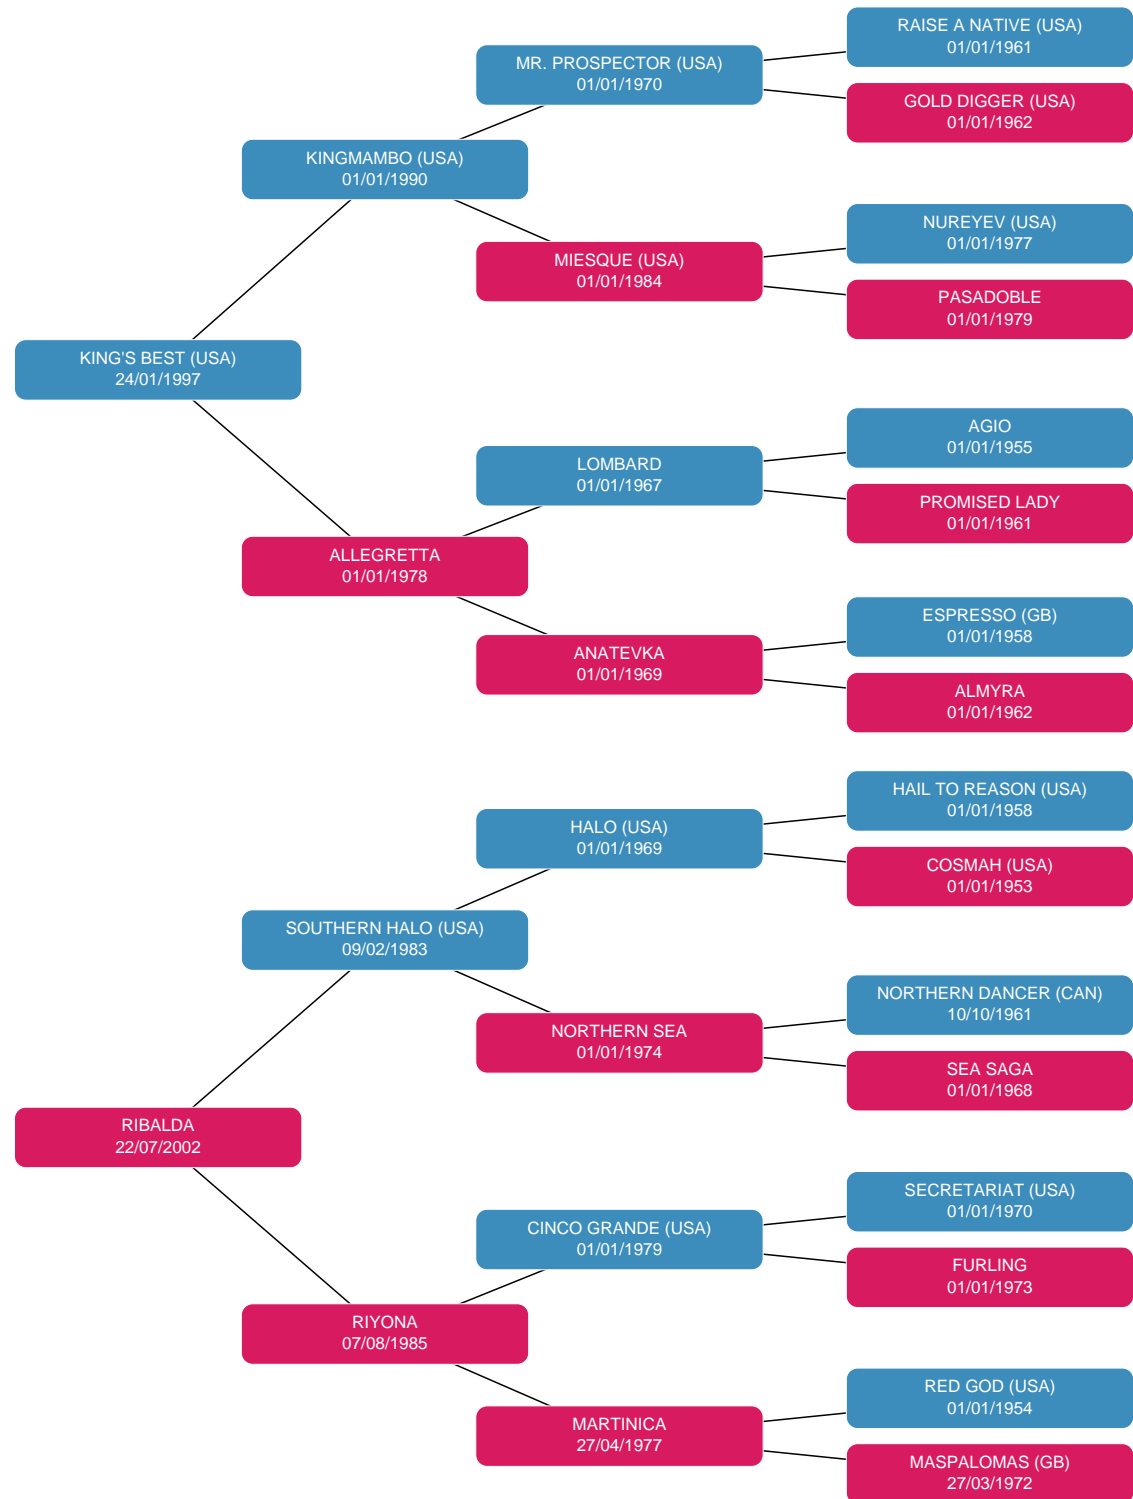 RAISE A NATIVE (USA)
01/01/1961
MR. PROSPECTOR (USA)
01/01/1970
GOLD DIGGER (USA)
01/01/1962
KINGMAMBO (USA)
01/01/1990
NUREYEV (USA)
01/01/1977
MIESQUE (USA)
01/01/1984
PASADOBLE
01/01/1979
KING'S BEST (USA)
24/01/1997
AGIO
01/01/1955
LOMBARD
01/01/1967
PROMISED LADY
01/01/1961
ALLEGRETTA
01/01/1978
ESPRESSO (GB)
01/01/1958
ANATEVKA
01/01/1969
ALMYRA
01/01/1962
HAIL TO REASON (USA)
01/01/1958
HALO (USA)
01/01/1969
COSMAH (USA)
01/01/1953
SOUTHERN HALO (USA)
09/02/1983
NORTHERN DANCER (CAN)
10/10/1961
NORTHERN SEA
01/01/1974
SEA SAGA
01/01/1968
RIBALDA
22/07/2002
SECRETARIAT (USA)
01/01/1970
CINCO GRANDE (USA)
01/01/1979
FURLING
01/01/1973
RIYONA
07/08/1985
RED GOD (USA)
01/01/1954
MARTINICA
27/04/1977
MASPALOMAS (GB)
27/03/1972